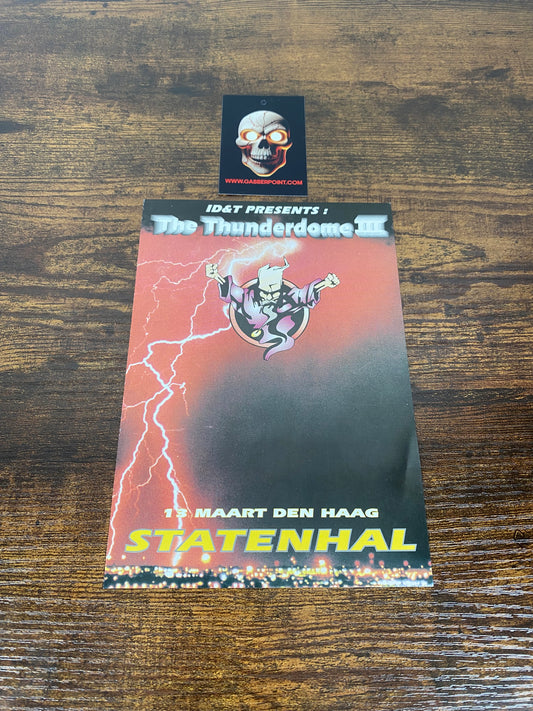 WWW.GABBERPOINT.COM
ID&T PRESENTS :
The Thunderdome III
13 MAART DEN HAAG
STATENHAL